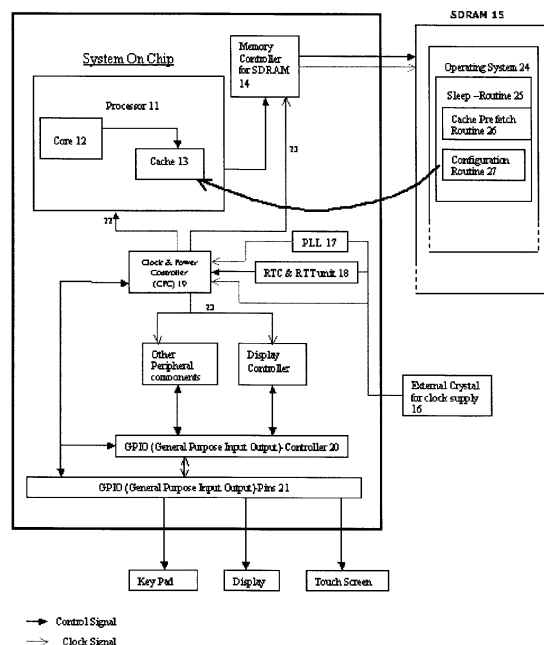 SDRAM 15
System On Chip
Memory
Controller
for SDRAM
14
Operating System 24
Sleep –Routine 25
Cache Prefetch
Routine 26
Configuration
Routine 27
Processor 11
Core 12
Cache 13
23
22
PLL 17
Clock & Power
Controller
(CPC) 19
RTC & RTT unit 18
23
Other
Peripheral
components
Display
Controller
External Crystal
for clock supply
16
GPIO (General Purpose Input Output)- Controller 20
GPIO (General Purpose Input Output)-Pins 21
Key Pad
Display
Touch Screen
Control Signal
Clock Signal